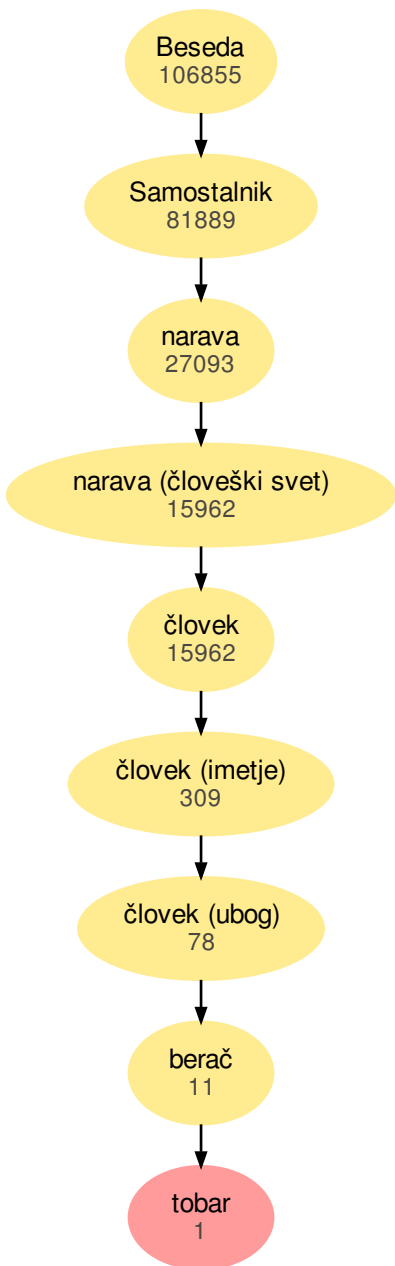 Beseda
106855
Samostalnik
81889
narava
27093
narava (človeški svet)
15962
človek
15962
človek (imetje)
309
človek (ubog)
78
berač
11
tobar
1